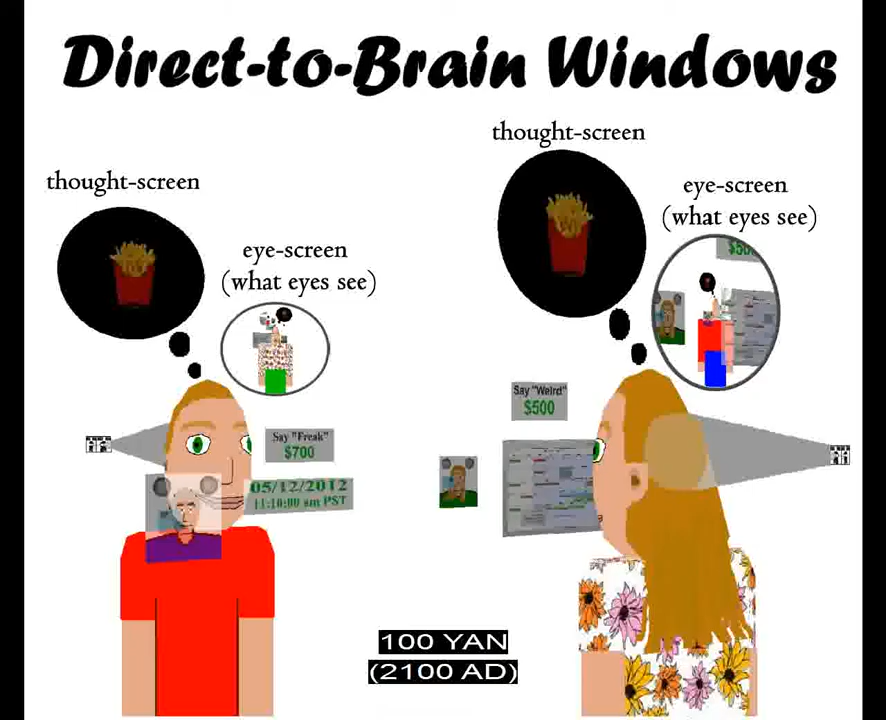 Direct-to-Brain Windows
thought-screen
eye-screen
(what eyes see)
thought-screen
eye-screen
(what eyes see)
$50
Say "Freak"
$700
05/12/2012
11:10:00 am PST
Say "Weird"
$500
100 YAN
(2100 AD)